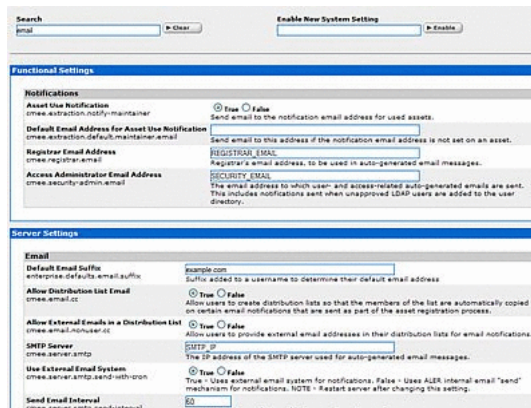 Search
Enable New System Setting
email
Clear
Enable
Functional Settings
Notifications
Asset Use Notification
True False
cmee.extraction.notify-maintainer
Send email to the notification email address for used assets.
Default Email Address for Asset Use Notification
cmee.extraction.default.maintainer.email
Send email to this address if the notification email address is not set on an asset.
Registrar Email Address
REGISTRAR_EMAIL
cmee.registrar.email
Registrar's email address, to be used in auto-generated email messages.
Access Administrator Email Address
SECURITY_EMAIL
cmee.security-admin.email
The email address to which user- and access-related auto-generated emails are sent.
This includes notifications sent when unapproved LDAP users are added to the user
directory.
Server Settings
Email
Default Email Suffix
example.com
enterprise.defaults.email.suffix
Suffix added to a username to determine their default email address
Allow Distribution List Email
True False
cmee.email.cc
Allow users to create distribution lists so that the members of the list are automatically copied
on certain email notifications that are sent as part of the asset registration process.
Allow External Emails in a Distribution List
True False
cmee.email.nonuser.cc
Allow users to provide external email addresses in their distribution lists for email notifications.
SMTP Server
SMTP_IP
cmee.server.smtp
The IP address of the SMTP server used for auto-generated email messages.
Use External Email System
True False
cmee.server.smtp.send-with-cron
True - Uses external email system for notifications. False - Uses ALER internal email "send"
mechanism for notifications. NOTE - Restart server after changing this setting.
Send Email Interval
60